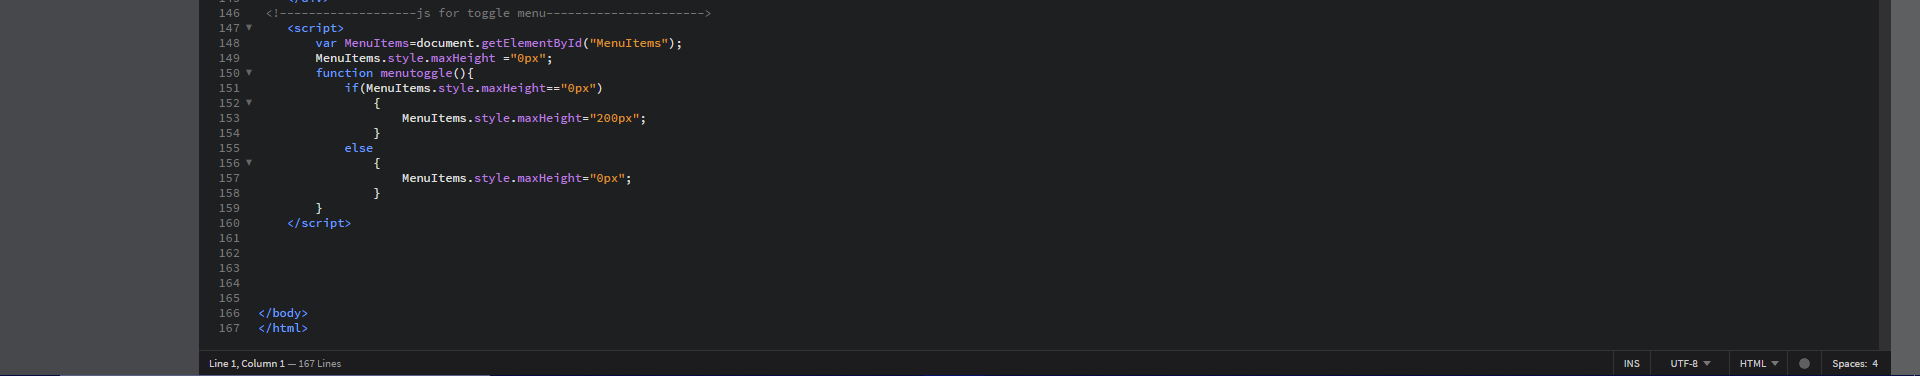 146 <!-------------------js for toggle menu---------------------->
147 <script>
148 var MenuItems=document.getElementById("MenuItems");
149 MenuItems.style.maxHeight ="0px";
150 function menutoggle(){
151 if(MenuItems.style.maxHeight=="0px")
152 {
153 MenuItems.style.maxHeight="200px";
154 }
155 else
156 {
157 MenuItems.style.maxHeight="0px";
158 }
159 }
160 </script>
161
162
163
164
165
166 </body>
167 </html>
Line 1, Column 1 — 167 Lines INS UTF-8 HTML Spaces: 4